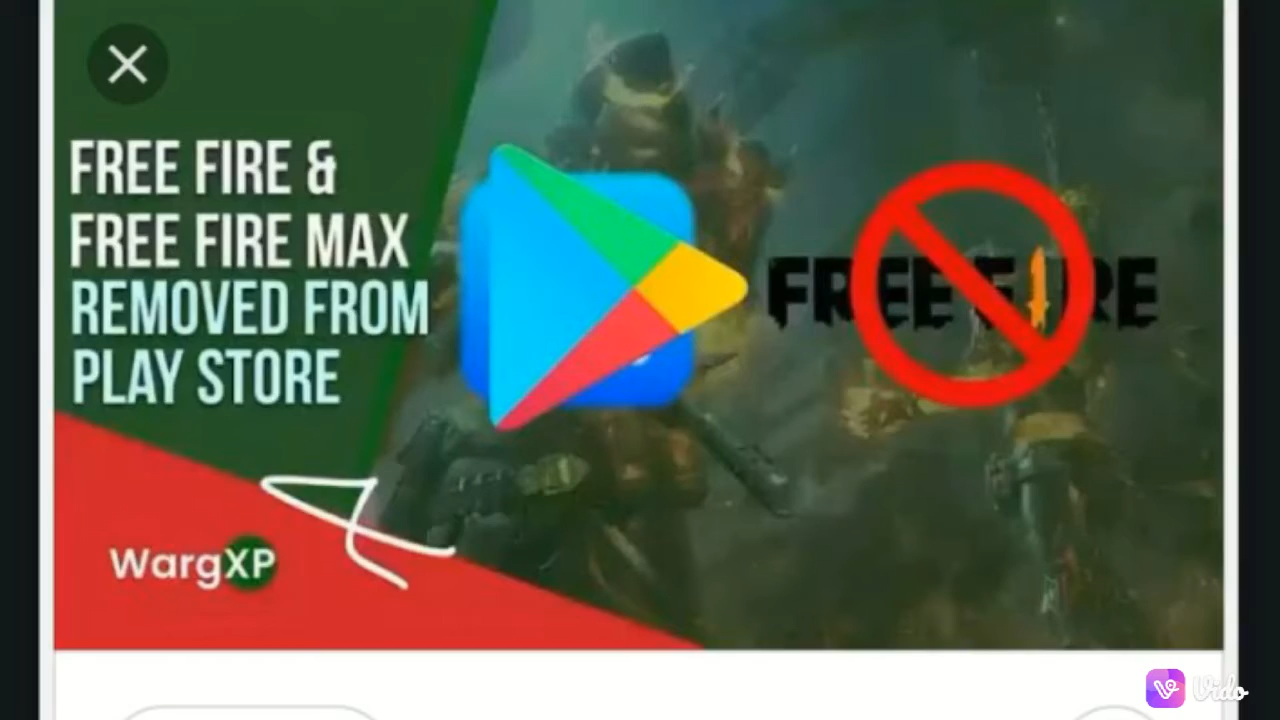 FREE FIRE &
FREE FIRE MAX
REMOVED FROM
PLAY STORE
FREE FIRE
WargXP
Vido